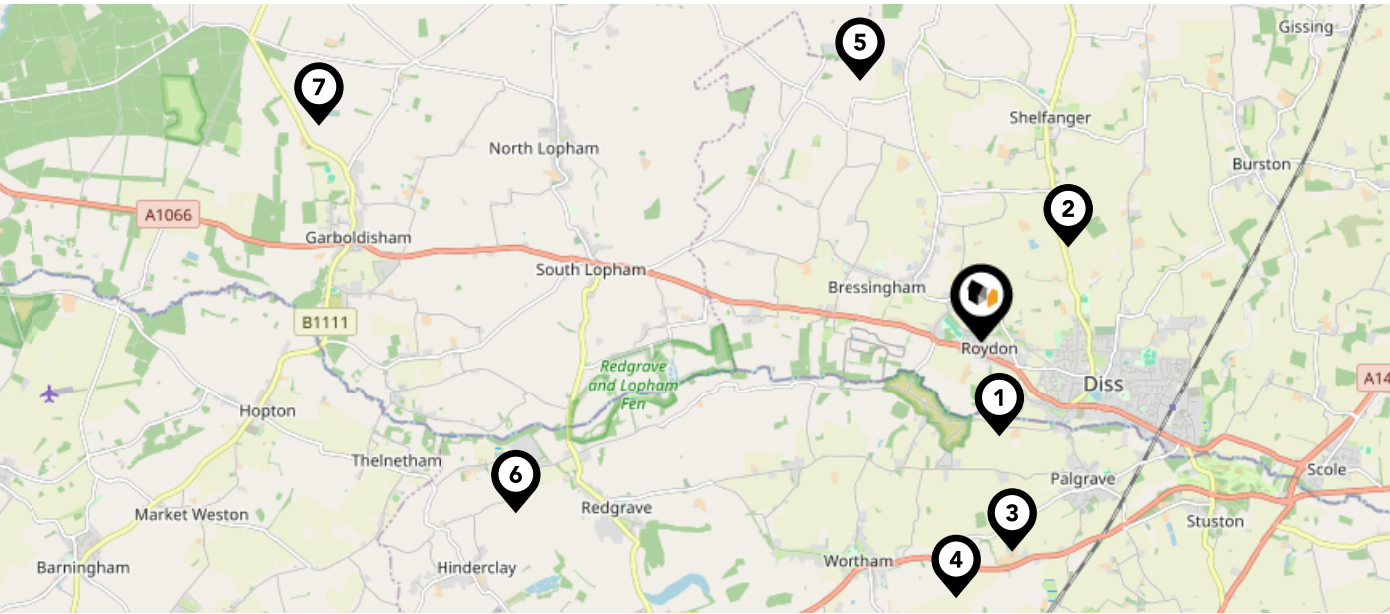 Gissing
5
7
Shelfanger
North Lopham
Burston
A1066
2
Garboldisham
South Lopham
Bressingham
B1111
Roydon
Redgrave
and Lopham
Fen
Diss
A14
1
Hopton
Thelnetham
6
Scole
Palgrave
Redgrave
Market Weston
3
Stuston
4
Wortham
Barningham
Hinderclay